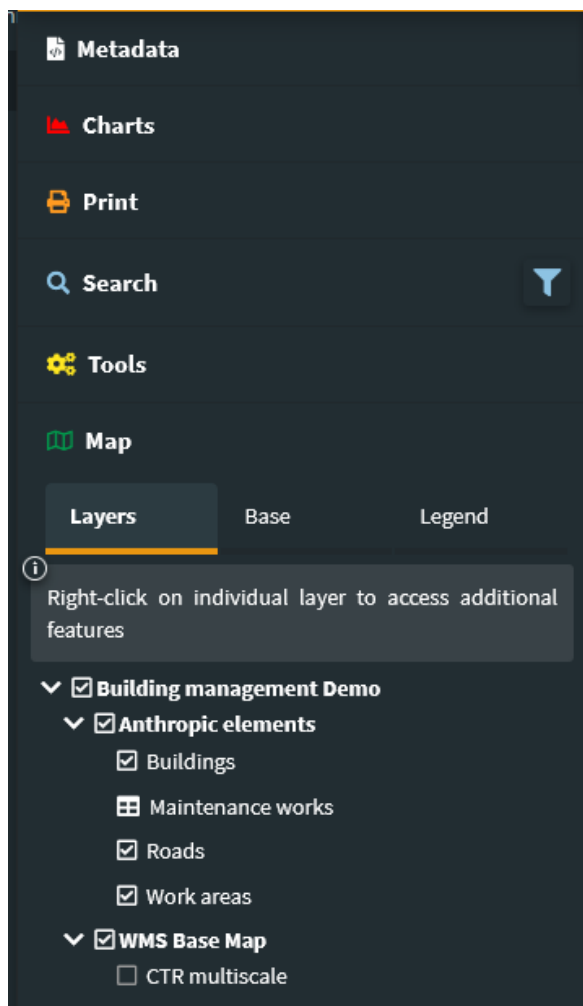 Metadata
Charts
Print
Search
Tools
Map
Layers Base Legend
Right-click on individual layer to access additional
features
Building management Demo
Anthropic elements
Buildings
Maintenance works
Roads
Work areas
WMS Base Map
CTR multiscale